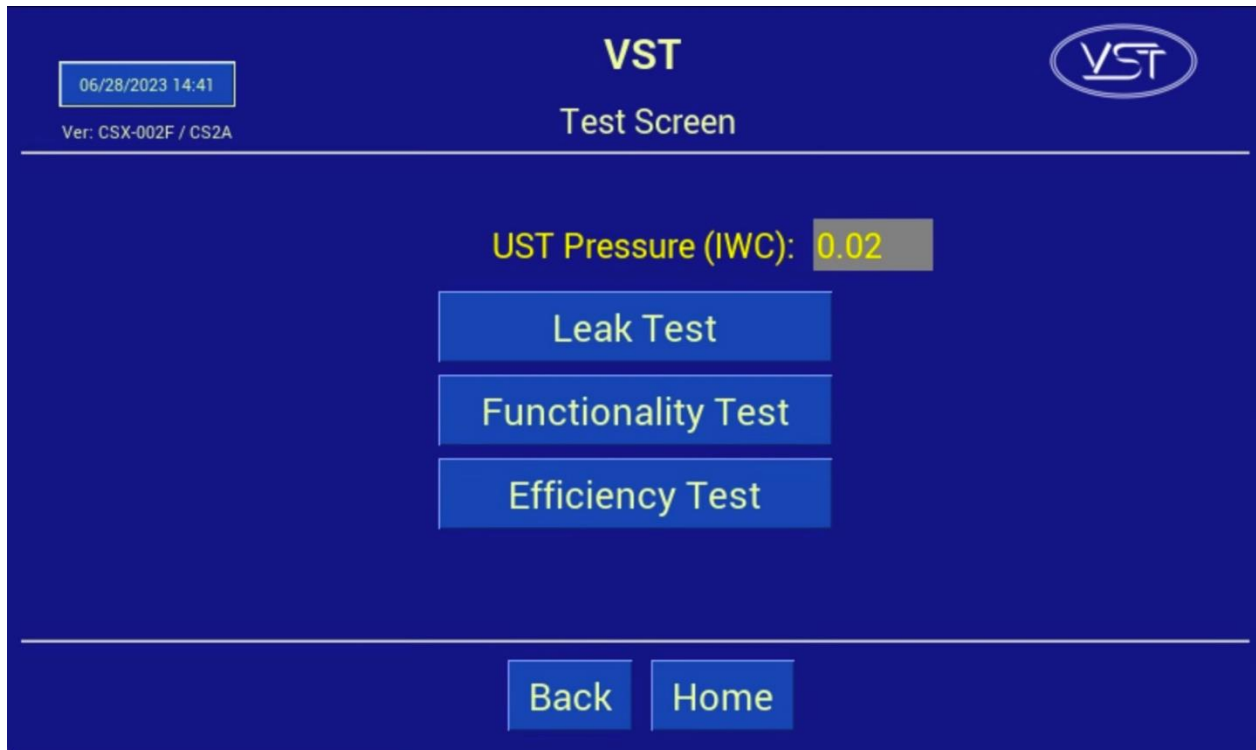 VST
VST
06/28/2023 14:41
Test Screen
Ver: CSX-002F / CS2A
UST Pressure (IWC): 0.02
Leak Test
Functionality Test
Efficiency Test
Back Home